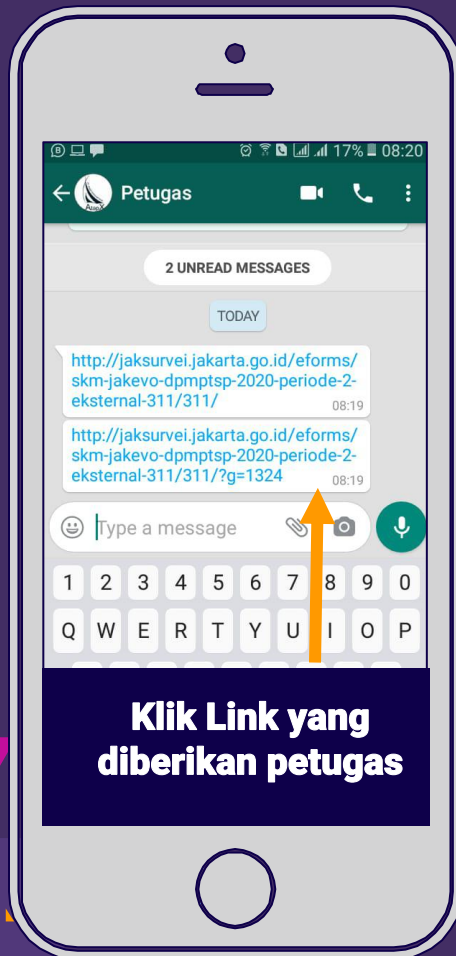 17% 08:20
Petugas
2 UNREAD MESSAGES
TODAY
http://jaksurvei.jakarta.go.id/eforms/
skm-jakevo-dpmptsp-2020-periode-2-
eksternal-311/311/
08:19
http://jaksurvei.jakarta.go.id/eforms/
skm-jakevo-dpmptsp-2020-periode-2-
eksternal-311/311/?g=1324
08:19
Type a message
1 2 3 4 5 6 7 8 9 0
Q W E R T Y U I O P
Klik Link yang
diberikan petugas